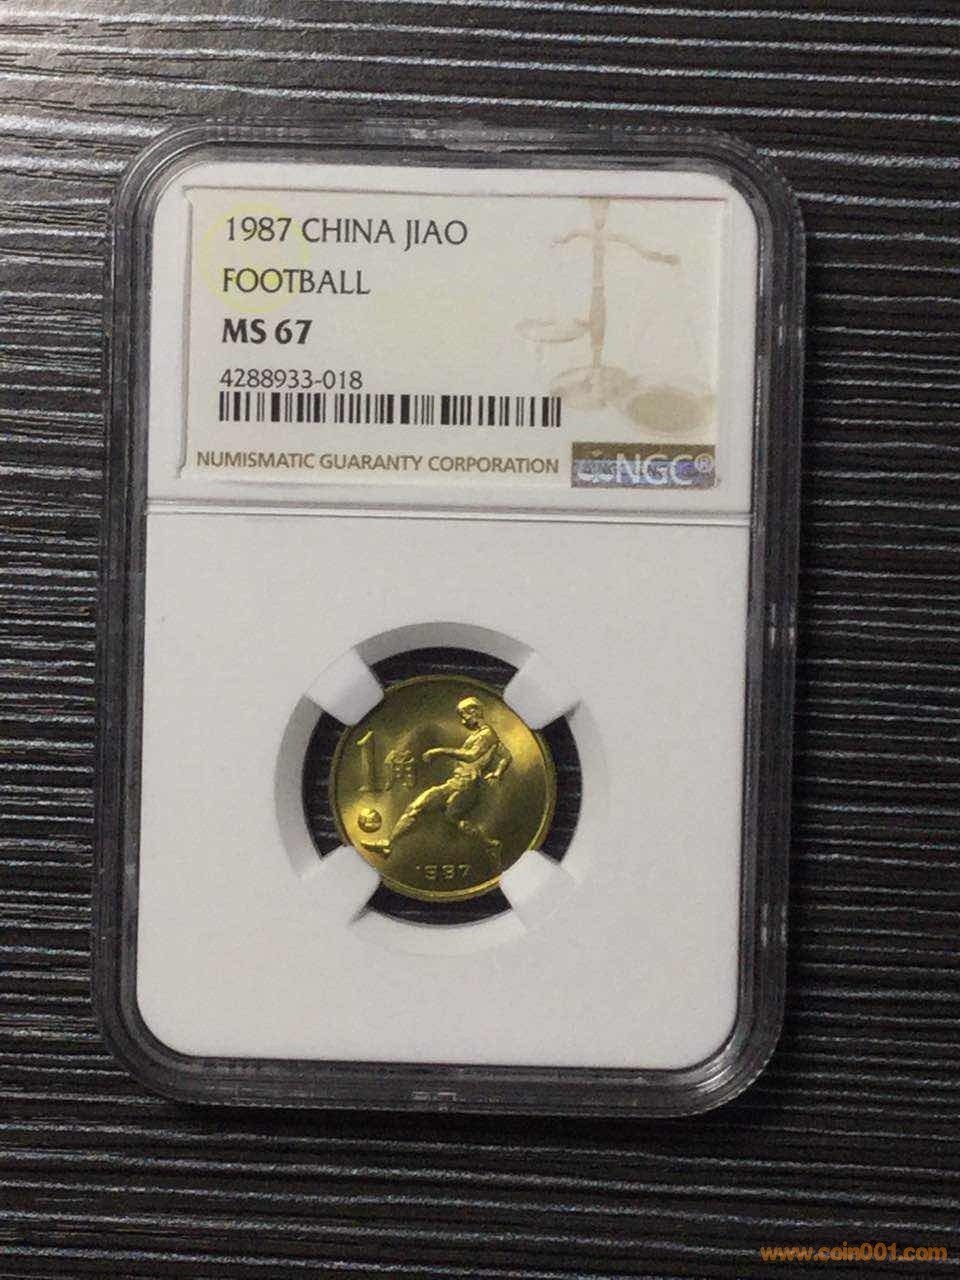 1987 CHINA JIAO
FOOTBALL
MS 67
4288933-018
NUMISMATIC GUARANTY CORPORATION
NGC®
1角
1987
www.coin001.com